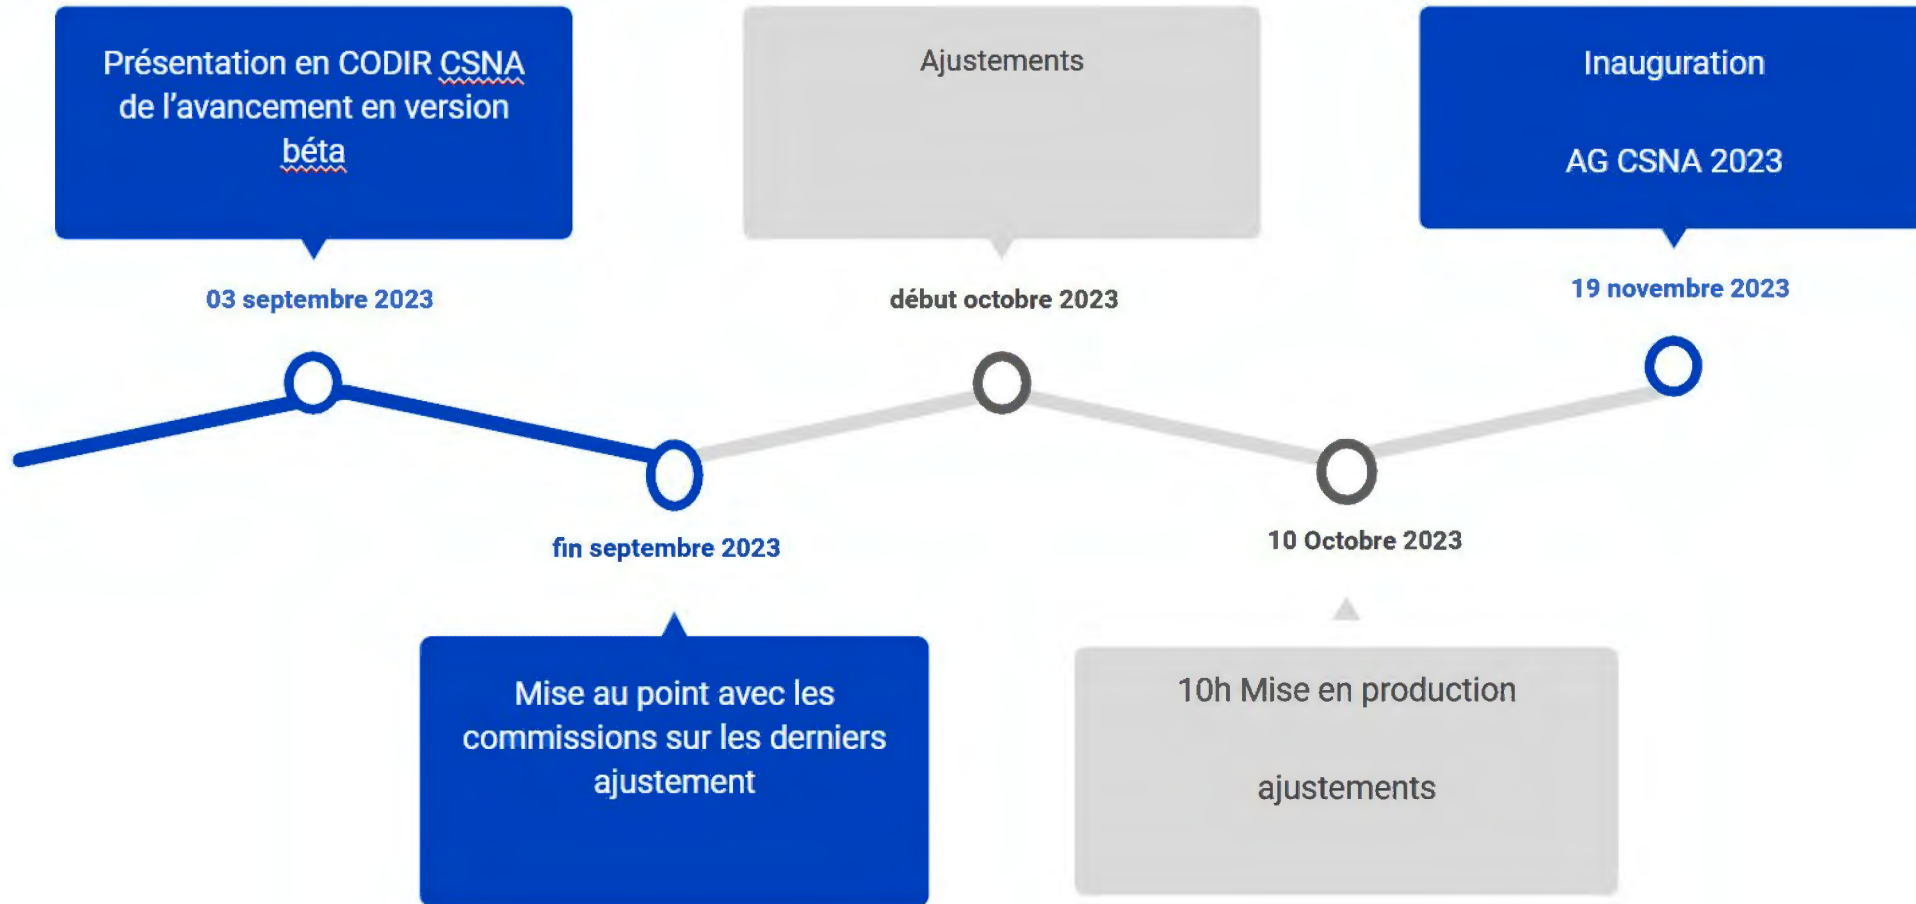 Présentation en CODIR CSNA
de l'avancement en version
béta
03 septembre 2023
fin septembre 2023
Mise au point avec les
commissions sur les derniers
ajustement
Ajustements
début octobre 2023
10 Octobre 2023
10h Mise en production
ajustements
Inauguration
AG CSNA 2023
19 novembre 2023